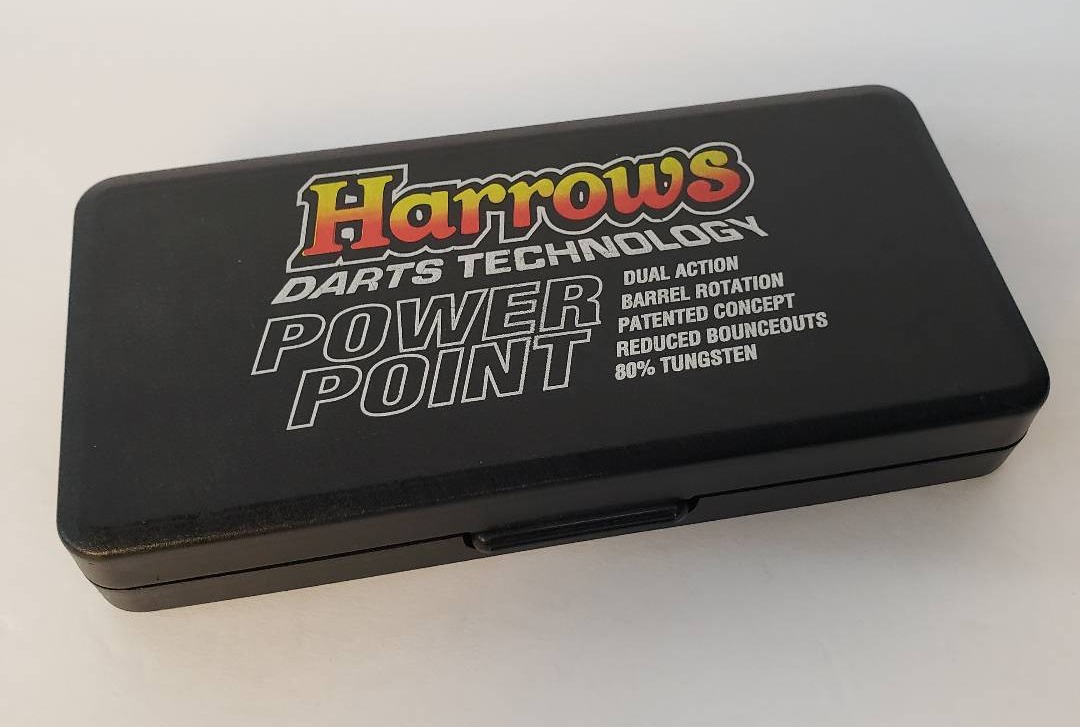 Harrows
DARTS TECHNOLOGY
POWER
POINT
DUAL ACTION
BARREL ROTATION
PATENTED CONCEPT
REDUCED BOUNCEOUTS
80% TUNGSTEN